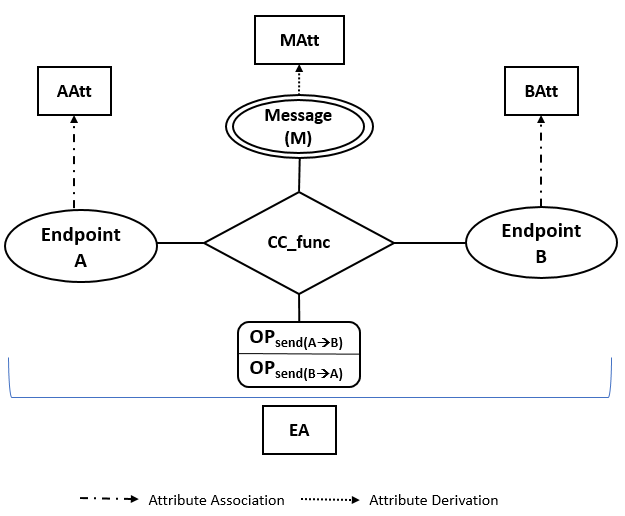 MAtt
AAtt
BAtt
Message
(M)
Endpoint
A
CC_func
Endpoint
B
OPsend(A→B)
OPsend(B→A)
EA
Attribute Association
Attribute Derivation